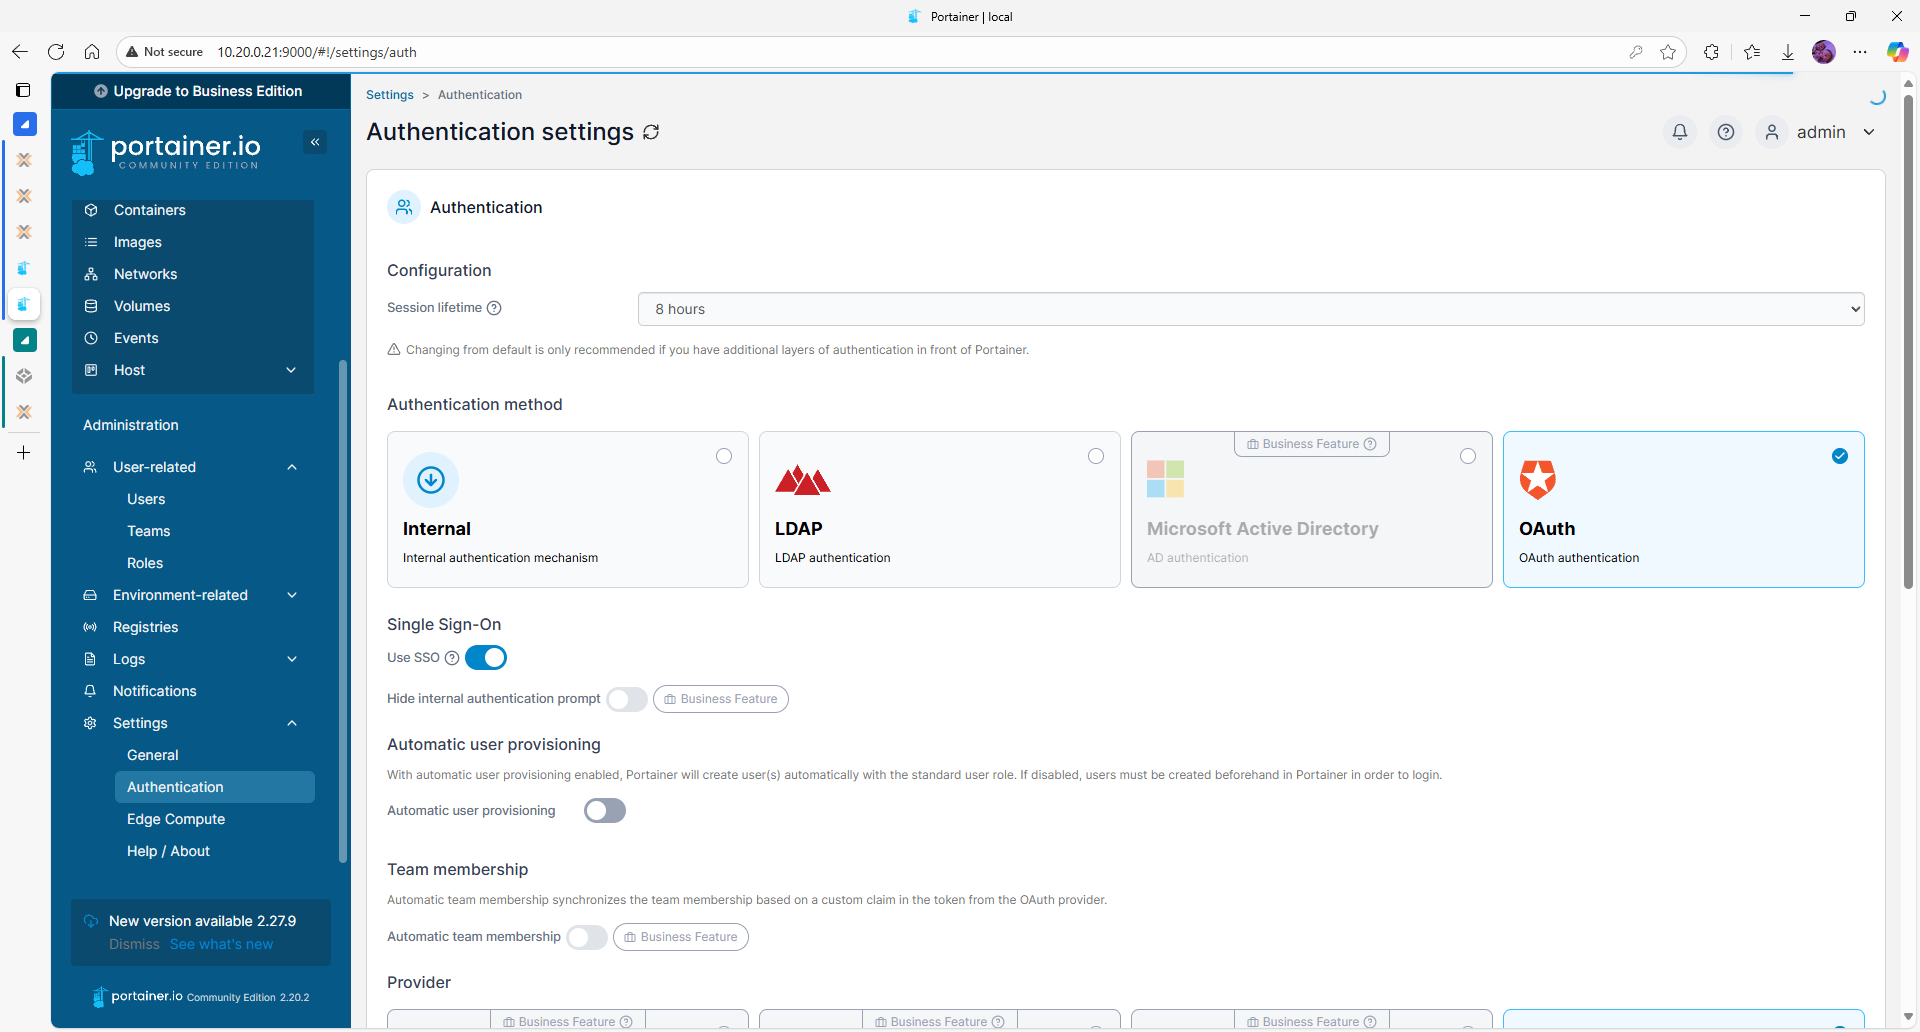 Portainer | local
Not secure 10.20.0.21:9000/#!/settings/auth
Upgrade to Business Edition
portainer.io
COMMUNITY EDITION
Containers
Images
Networks
Volumes
Events
Host
Administration
User-related
Users
Teams
Roles
Environment-related
Registries
Logs
Notifications
Settings
General
Authentication
Edge Compute
Help / About
New version available 2.27.9
Dismiss See what's new
portainer.io Community Edition 2.20.2
Settings > Authentication
Authentication settings
admin
Authentication
Configuration
Session lifetime
8 hours
Changing from default is only recommended if you have additional layers of authentication in front of Portainer.
Authentication method
Internal
Internal authentication mechanism
LDAP
LDAP authentication
Business Feature
Microsoft Active Directory
AD authentication
OAuth
OAuth authentication
Single Sign-On
Use SSO
Hide internal authentication prompt Business Feature
Automatic user provisioning
With automatic user provisioning enabled, Portainer will create user(s) automatically with the standard user role. If disabled, users must be created beforehand in Portainer in order to login.
Automatic user provisioning
Team membership
Automatic team membership synchronizes the team membership based on a custom claim in the token from the OAuth provider.
Automatic team membership Business Feature
Provider
Business Feature
Business Feature
Business Feature